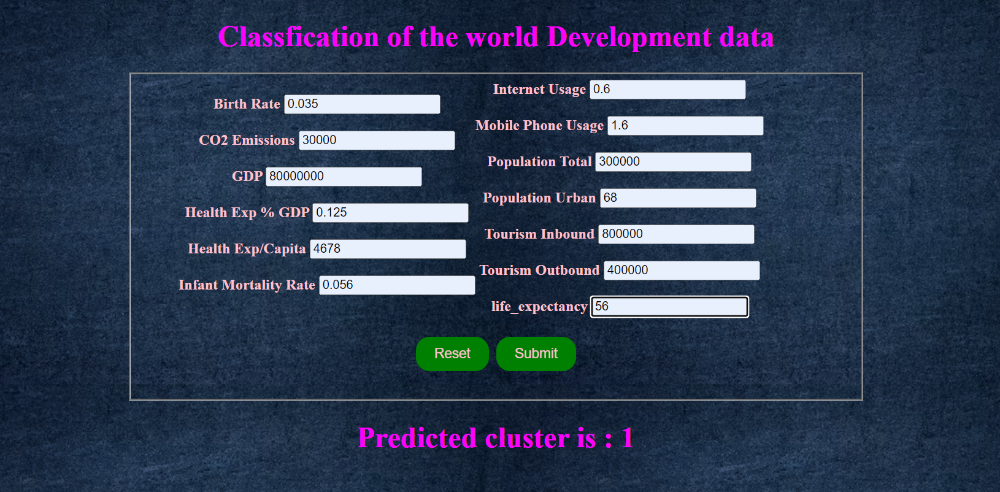 Classfication of the world Development data
Birth Rate 0.035
CO2 Emissions 30000
GDP 80000000
Health Exp % GDP 0.125
Health Exp/Capita 4678
Infant Mortality Rate 0.056
Internet Usage 0.6
Mobile Phone Usage 1.6
Population Total 300000
Population Urban 68
Tourism Inbound 800000
Tourism Outbound 400000
life_expectancy 56
Reset Submit
Predicted cluster is : 1